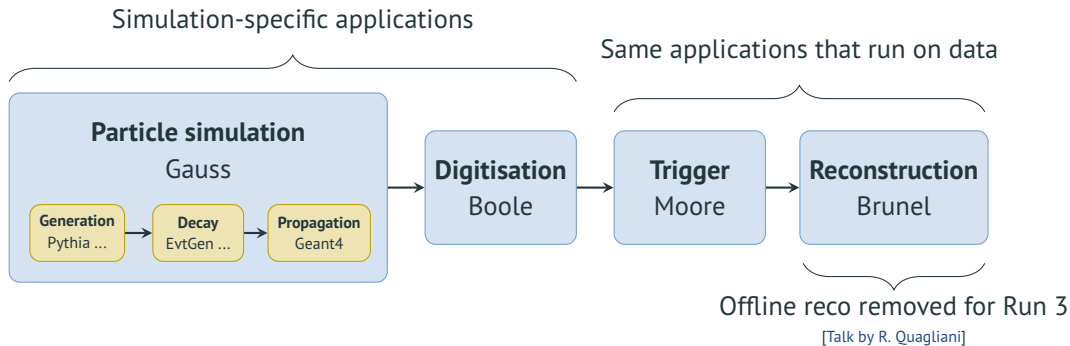 Simulation-specific applications
Same applications that run on data
Particle simulation
Gauss
Generation
Pythia ...
Decay
EvtGen ...
Propagation
Geant4
Digitisation
Boole
Trigger
Moore
Reconstruction
Brunel
Offline reco removed for Run 3
[Talk by R. Quagliani]